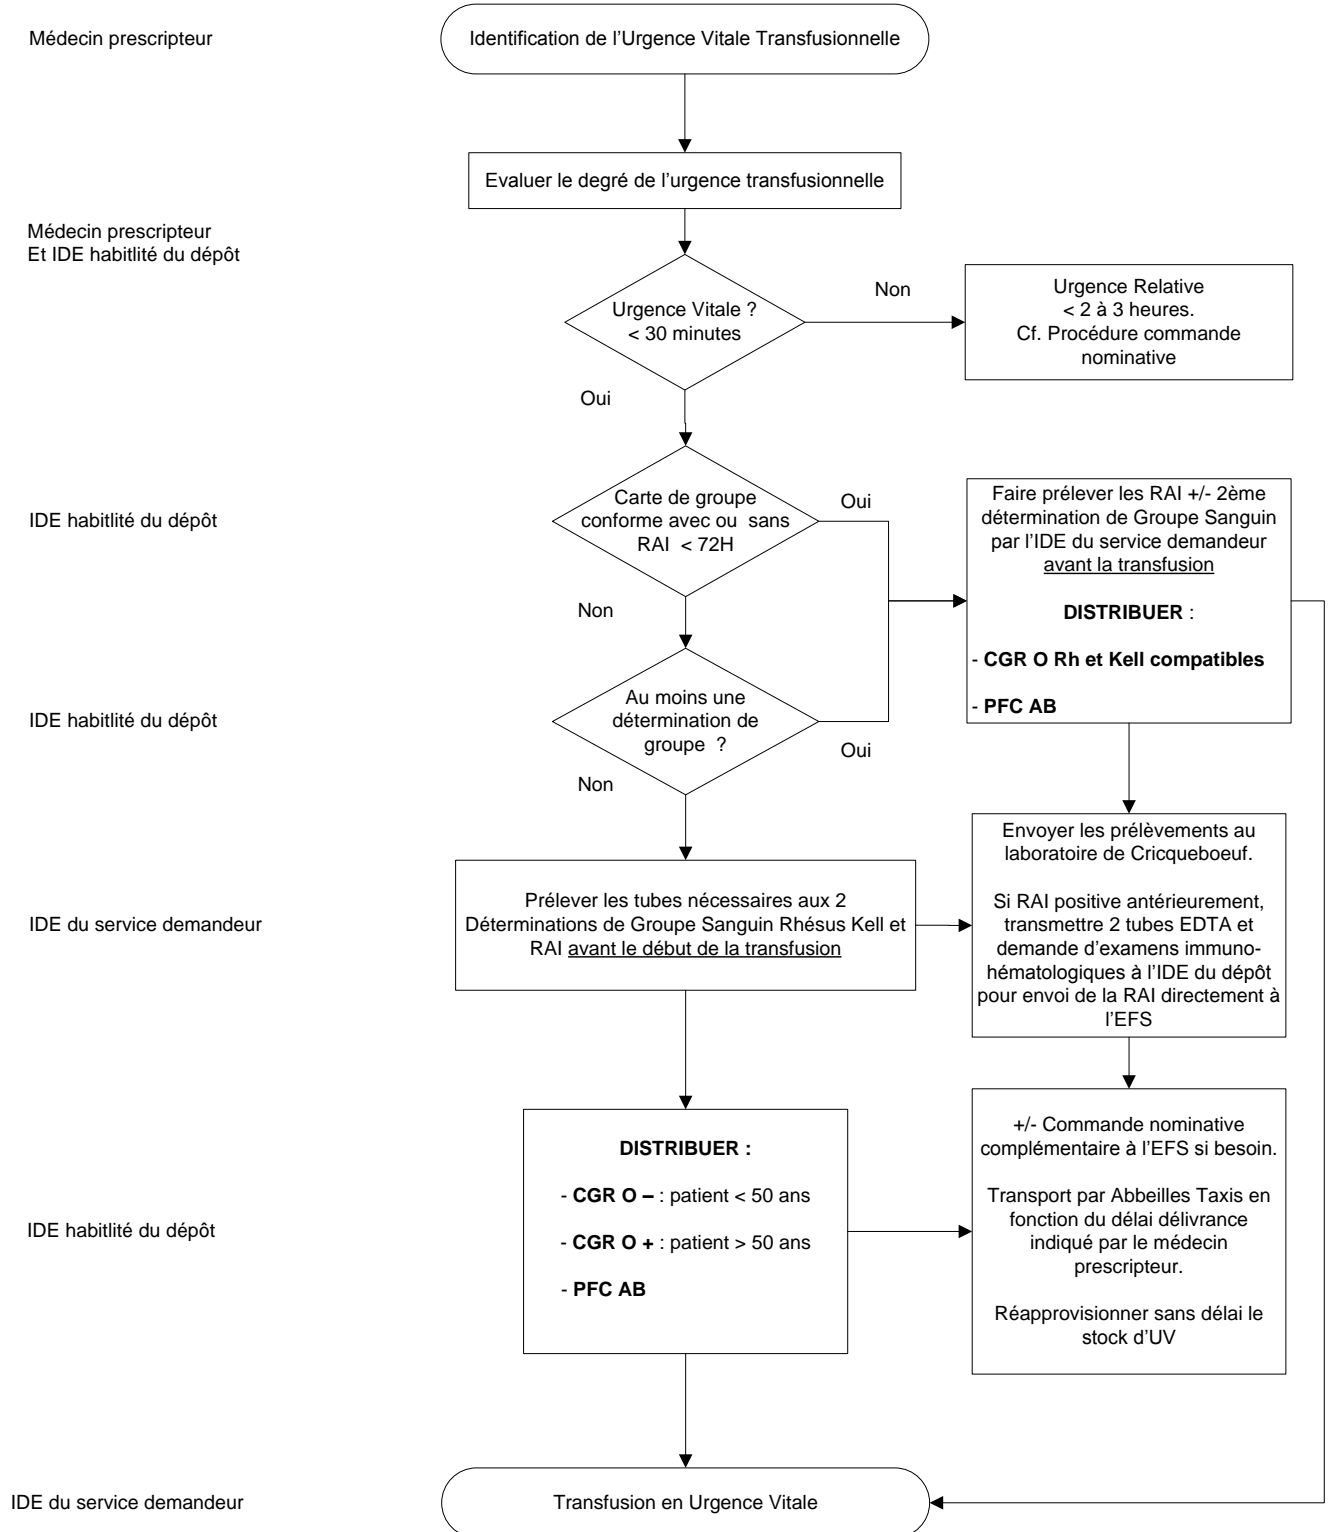 Médecin prescripteur
Identification de l'Urgence Vitale Transfusionnelle
Evaluer le degré de l'urgence transfusionnelle
Médecin prescripteur
Et IDE habitlité du dépôt
Urgence Vitale ?
< 30 minutes
Non
Urgence Relative
< 2 à 3 heures.
Cf. Procédure commande
nominative
Oui
IDE habitlité du dépôt
Carte de groupe
conforme avec ou sans
RAI < 72H
Oui
Faire prélever les RAI +/- 2ème
détermination de Groupe Sanguin
par l'IDE du service demandeur
avant la transfusion
DISTRIBUER :
- CGR O Rh et Kell compatibles
- PFC AB
Non
IDE habitlité du dépôt
Au moins une
détermination de
groupe ?
Oui
Non
IDE du service demandeur
Prélever les tubes nécessaires aux 2
Déterminations de Groupe Sanguin Rhésus Kell et
RAI avant le début de la transfusion
Envoyer les prélèvements au
laboratoire de Cricqueboeuf.
Si RAI positive antérieurement,
transmettre 2 tubes EDTA et
demande d'examens immuno-
hématologiques à l'IDE du dépôt
pour envoi de la RAI directement à
l'EFS
IDE habitlité du dépôt
DISTRIBUER :
- CGR O – : patient < 50 ans
- CGR O + : patient > 50 ans
- PFC AB
+/- Commande nominative
complémentaire à l'EFS si besoin.
Transport par Abbeilles Taxis en
fonction du délai délivrance
indiqué par le médecin
prescripteur.
Réapprovisionner sans délai le
stock d'UV
IDE du service demandeur
Transfusion en Urgence Vitale